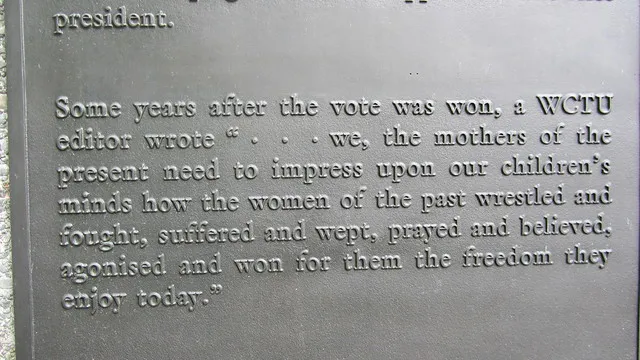 president.
Some years after the vote was won, a WCTU
editor wrote “ . . . we, the mothers of the
present need to impress upon our children's
minds how the women of the past wrestled and
fought, suffered and wept, prayed and believed,
agonised and won for them the freedom they
enjoy today.”